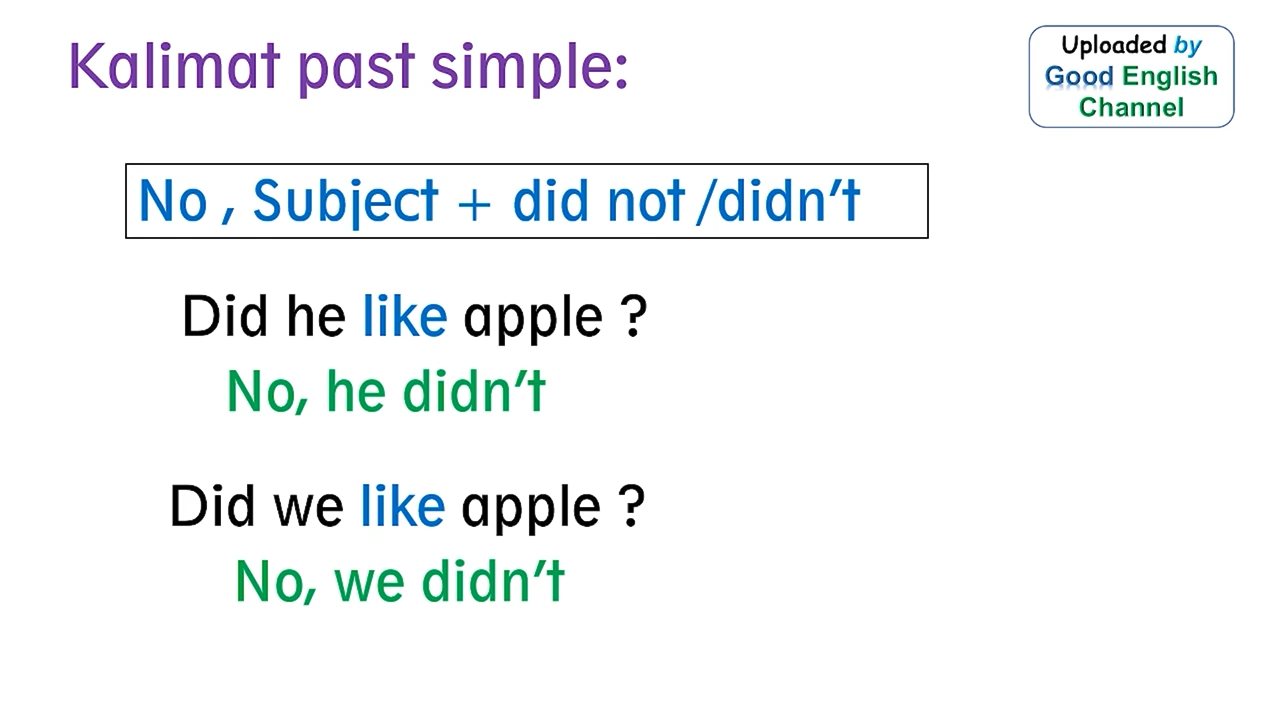 Kalimat past simple:
Uploaded by
Good English
Channel
No , Subject + did not /didn't
Did he like apple ?
No, he didn't
Did we like apple ?
No, we didn't